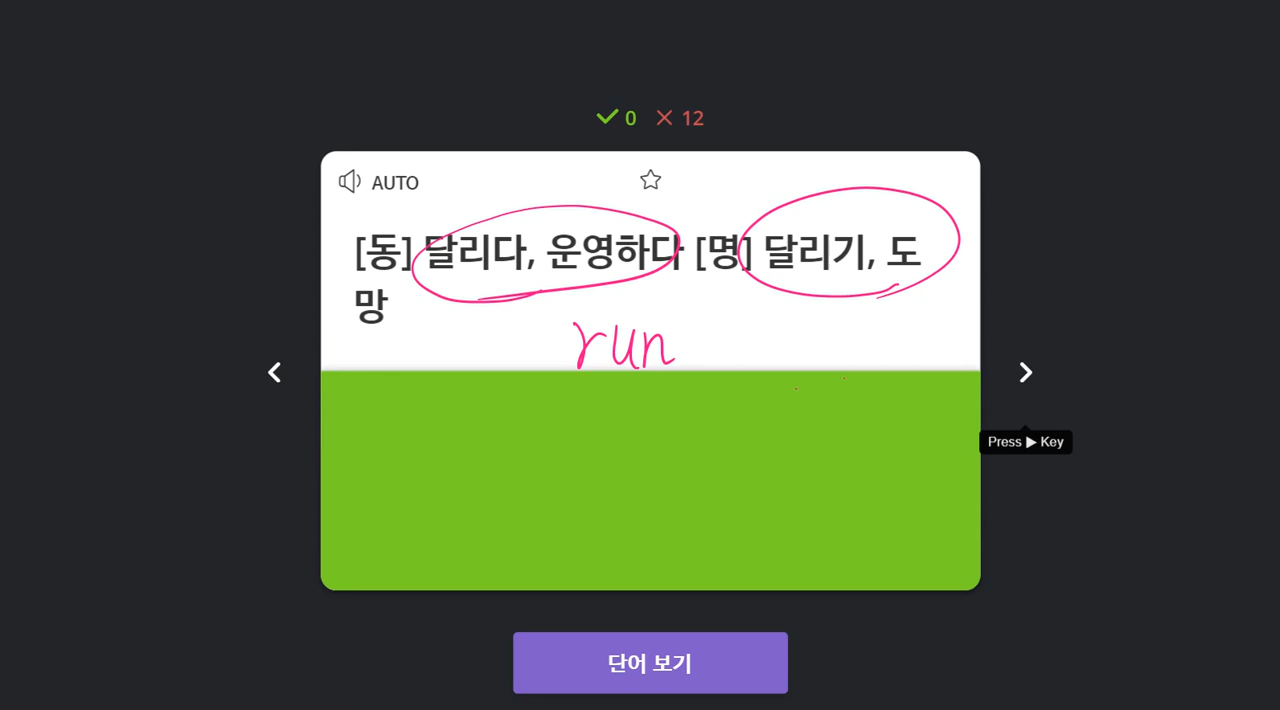 0 12
AUTO
[동] 달리다, 운영하다 [명] 달리기, 도
망
run
Press ▶ Key
단어 보기